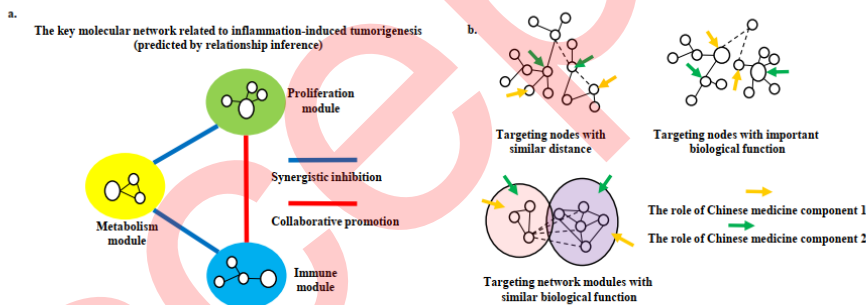 a.
The key molecular network related to inflammation-induced tumorigenesis
(predicted by relationship inference)
Proliferation
module
Synergistic inhibition
Metabolism
module
Collaborative promotion
Immune
module
b.
Targeting nodes with
similar distance
Targeting nodes with important
biological function
The role of Chinese medicine component 1
The role of Chinese medicine component 2
Targeting network modules with
similar biological function